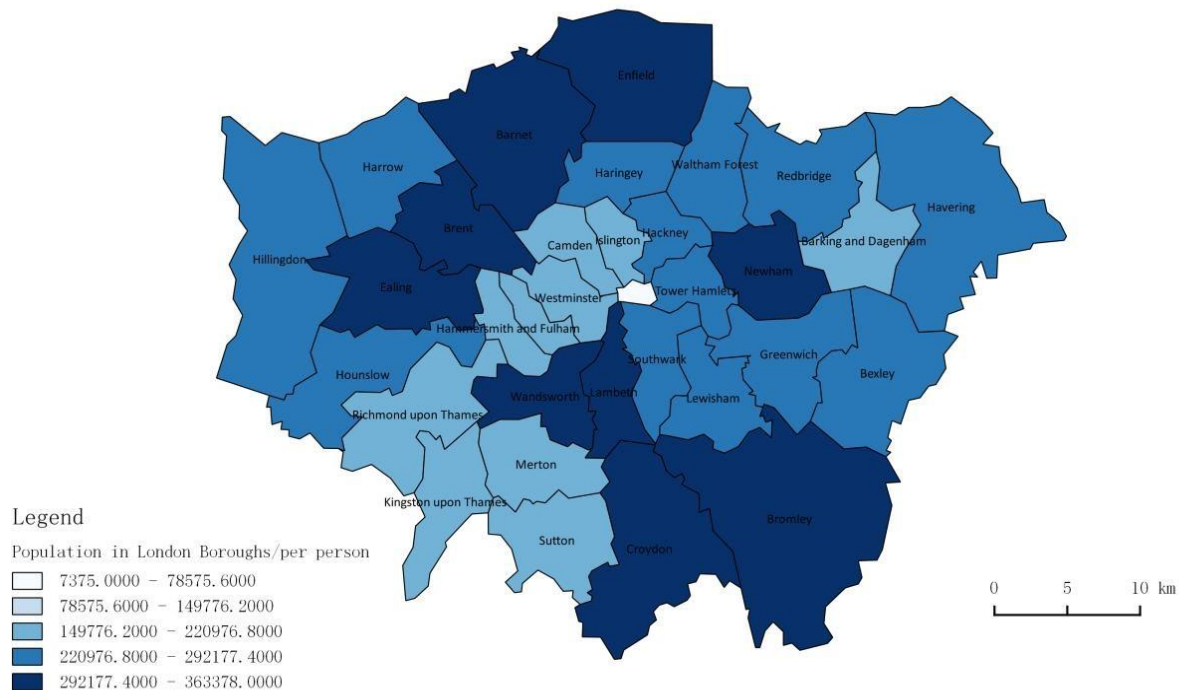 Enfield
Barnet
Harrow
Haringey
Waltham Forest
Redbridge
Havering
Brent
Camden
Islington
Hackney
Barking and Dagenham
Hillingdon
Newham
Ealing
Westminster
Tower Hamlets
Hammersmith and Fulham
Greenwich
Southwark
Hounslow
Bexley
Wandsworth
Lambeth
Lewisham
Richmond upon Thames
Merton
Kingston upon Thames
Bromley
Sutton
Croydon
Legend
Population in London Boroughs/per person
7375.0000 - 78575.6000
78575.6000 - 149776.2000
149776.2000 - 220976.8000
220976.8000 - 292177.4000
292177.4000 - 363378.0000
0 5 10 km